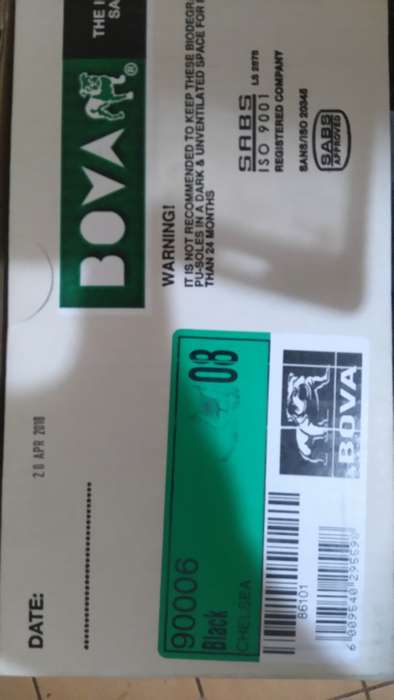 BOVA
THE
SA
WARNING!
IT IS NOT RECOMMENDED TO KEEP THESE BIODEGR
PU-SOLES IN A DARK & UNVENTILATED SPACE FOR
THAN 24 MONTHS
SABS
ISO 9001 LS 2678
REGISTERED COMPANY
SANS/ISO 20345
SABS
APPROVED
DATE:
20 APR 2018
90006
Black
CHELSEA
08
BOVA
86101